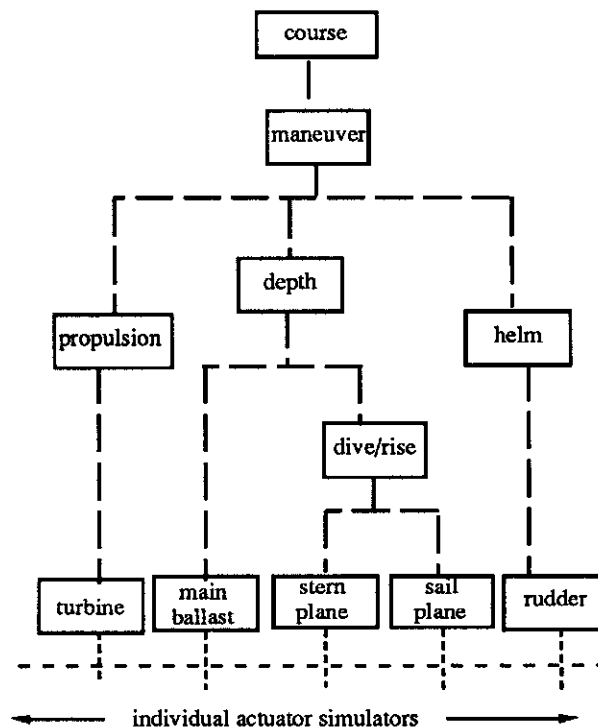 course
maneuver
depth
propulsion
helm
dive/rise
turbine
main
ballast
stern
plane
sail
plane
rudder
individual actuator simulators